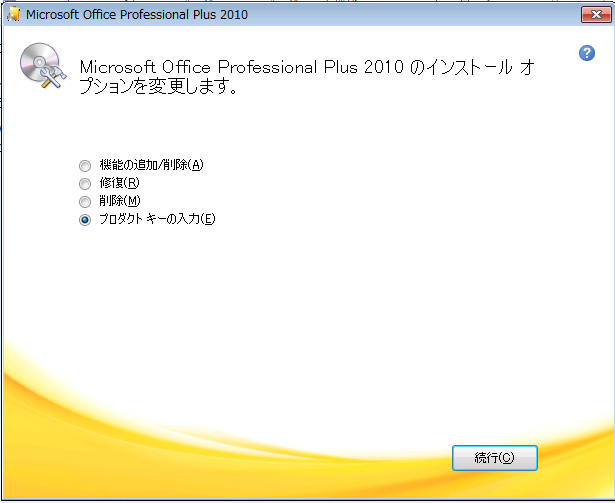 Microsoft Office Professional Plus 2010
?
Microsoft Office Professional Plus 2010 のインストール オ
プションを変更します。
機能の追加/削除(A)
修復(R)
削除(M)
プロダクト キーの入力(E)
続行(C)